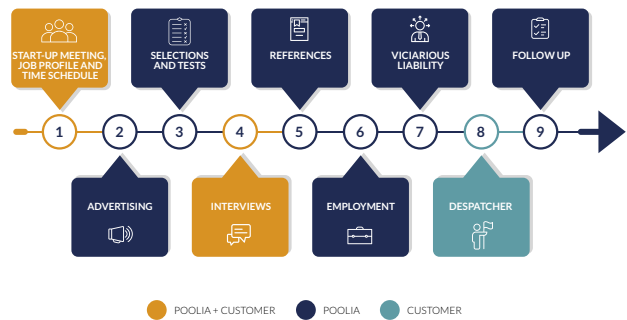 START-UP MEETING,
JOB PROFILE AND
TIME SCHEDULE
SELECTIONS
AND TESTS
REFERENCES
VICIARIOUS
LIABILITY
FOLLOW UP
1 2 3 4 5 6 7 8 9
ADVERTISING
INTERVIEWS
EMPLOYMENT
DESPATCHER
POOLIA + CUSTOMER
POOLIA
CUSTOMER